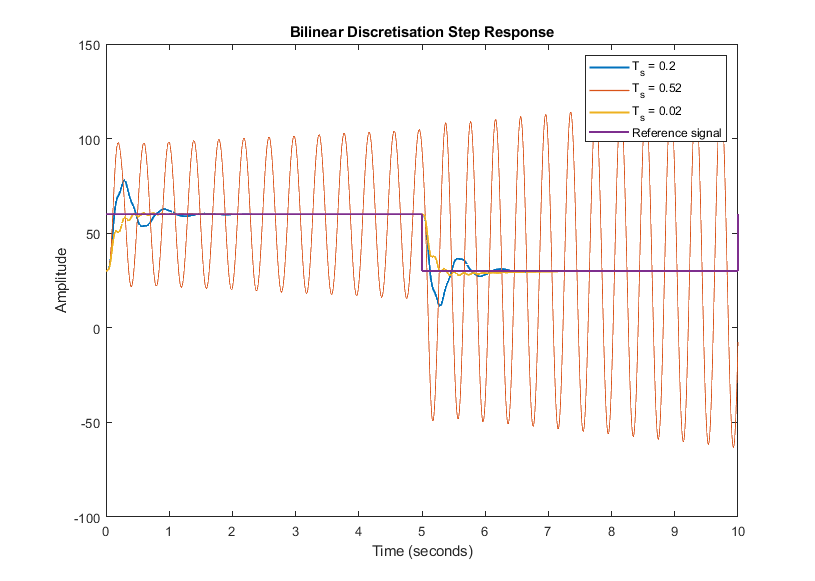 Bilinear Discretisation Step Response
150
100
50
0
-50
-100
Amplitude
0 1 2 3 4 5 6 7 8 9 10
Time (seconds)
T_s = 0.2
T_s = 0.52
T_s = 0.02
Reference signal